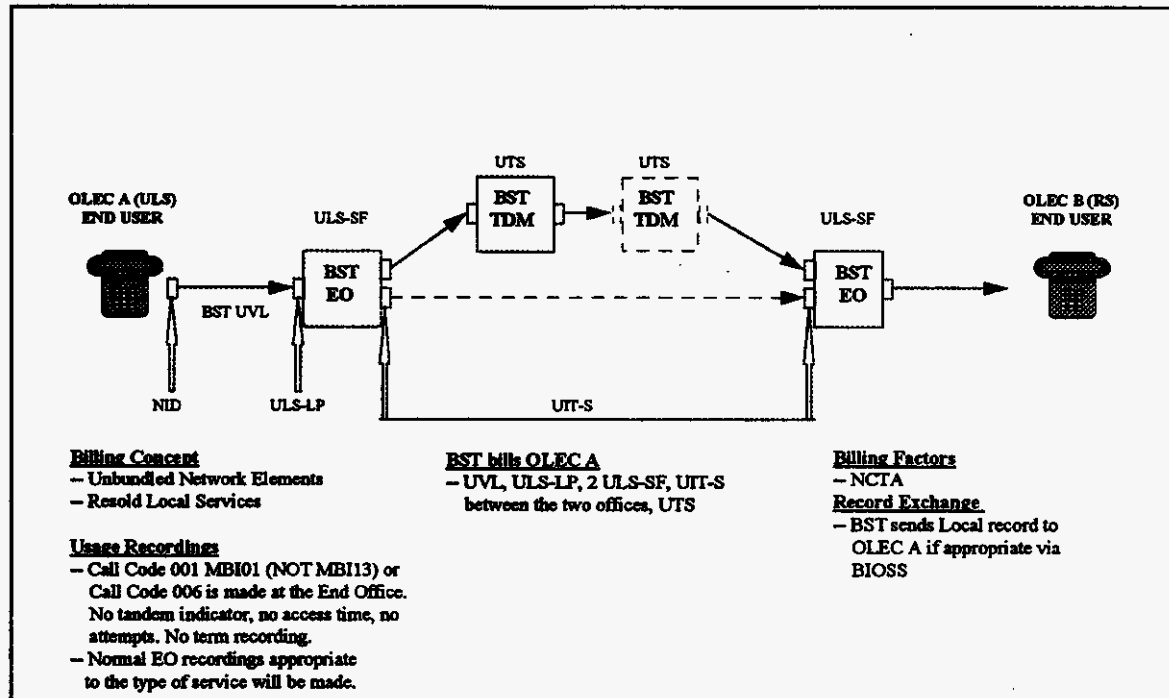 UTS
UTS
OLEC A (ULS)
END USER
ULS-SF
BST
TDM
BST
TDM
ULS-SF
OLEC B (RS)
END USER
BST
EO
BST
EO
BST UVL
NID
ULS-LP
UIT-S
Billing Concept
– Unbundled Network Elements
– Resold Local Services
Usage Recordings
– Call Code 001 MBI01 (NOT MBI13) or
Call Code 006 is made at the End Office.
No tandem indicator, no access time, no
attempts. No term recording.
– Normal EO recordings appropriate
to the type of service will be made.
BST bills OLEC A
– UVL, ULS-LP, 2 ULS-SF, UIT-S
between the two offices, UTS
Billing Factors
– NCTA
Record Exchange
– BST sends Local record to
OLEC A if appropriate via
BIOSS